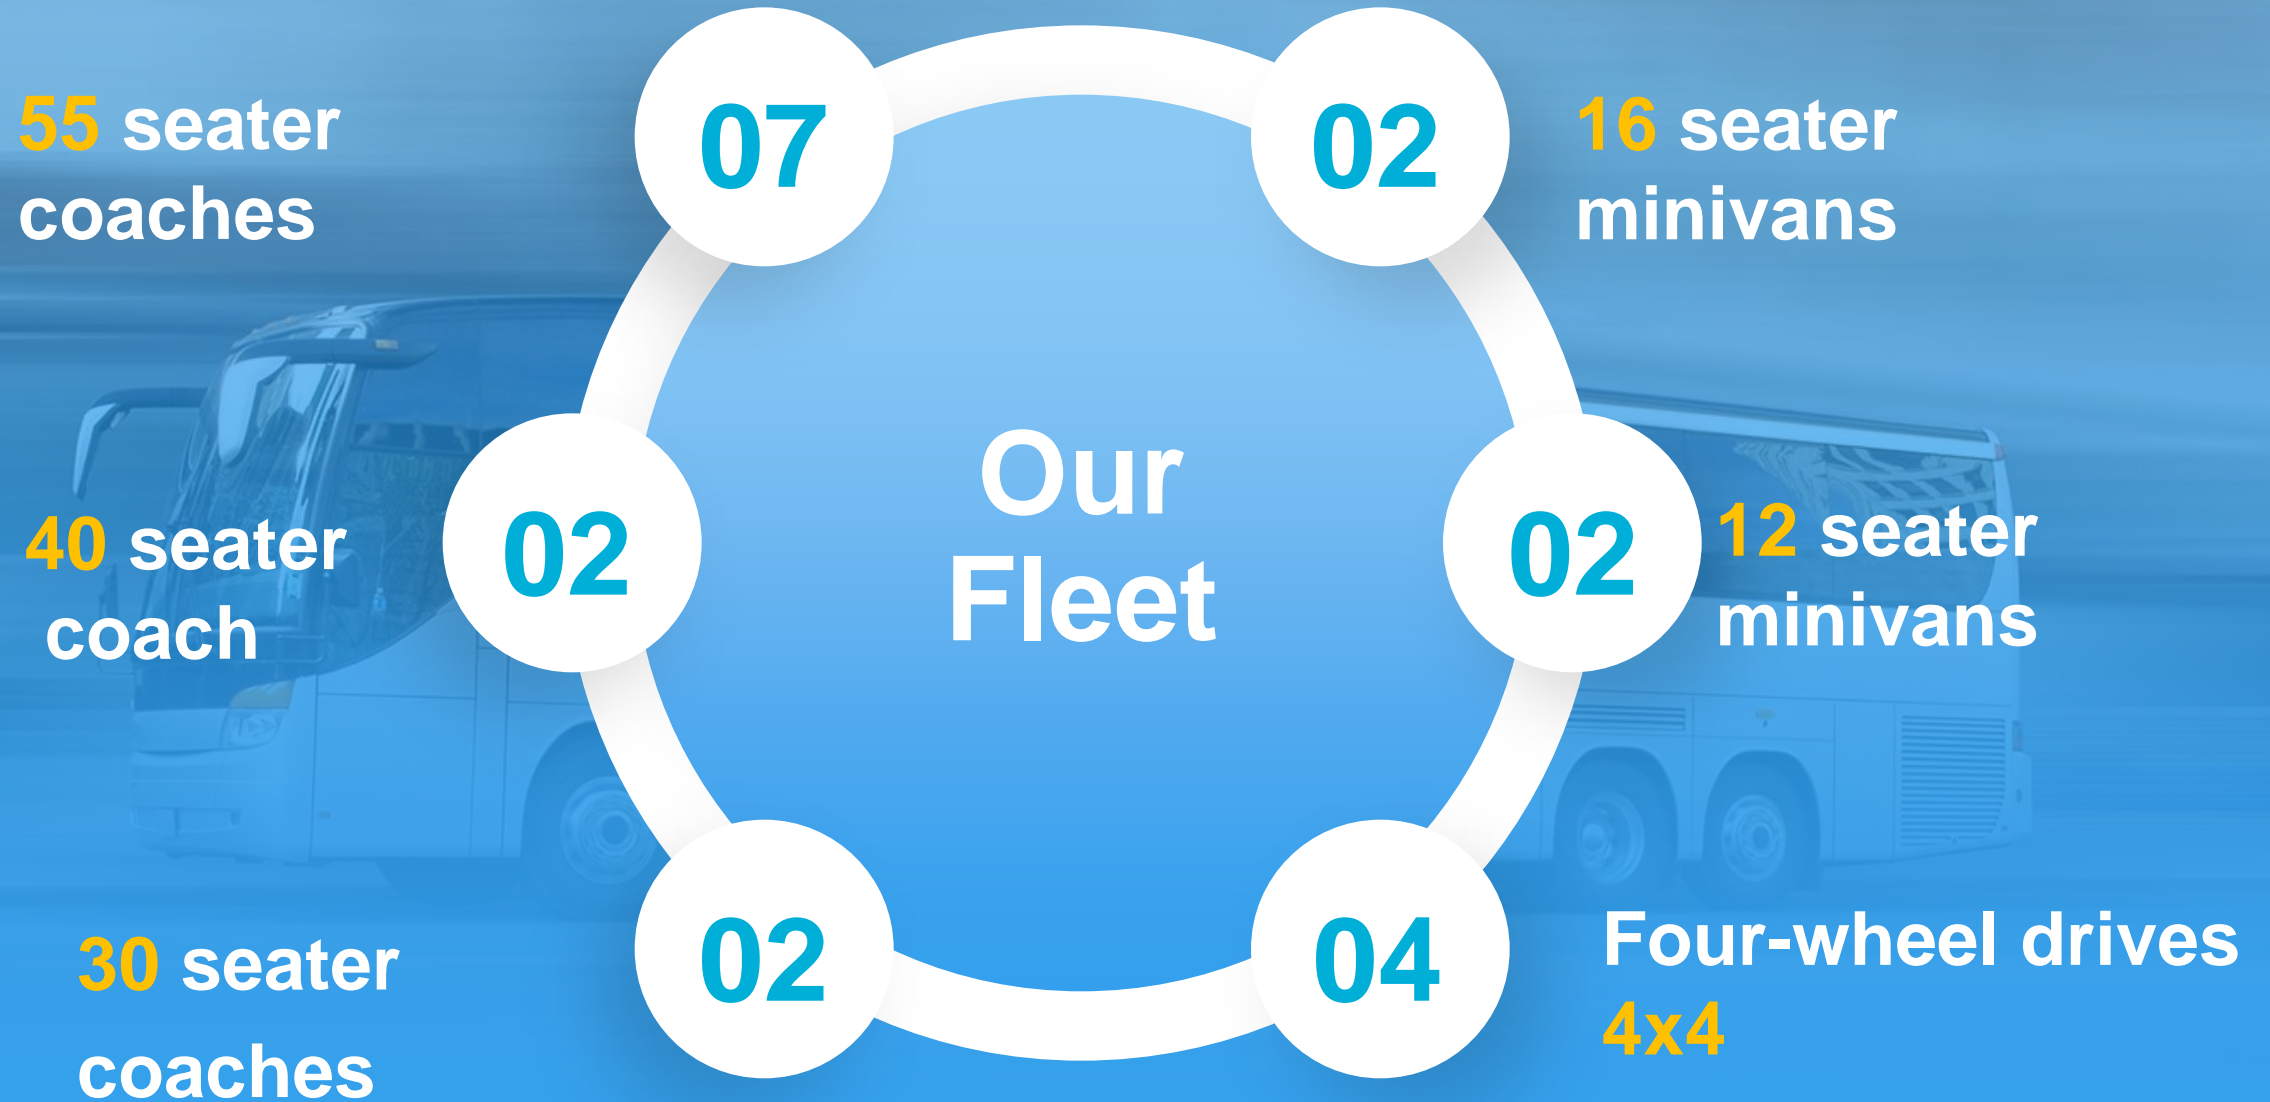 07
55 seater
coaches
02
16 seater
minivans
Our
Fleet
02
40 seater
coach
02
12 seater
minivans
02
30 seater
coaches
04
Four-wheel drives
4x4